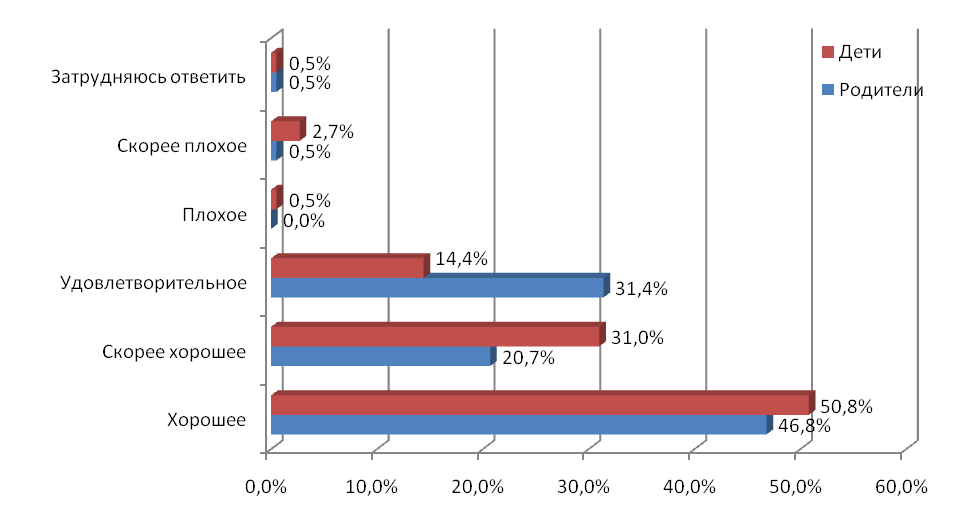 Дети
Родители
Затрудняюсь ответить
0,5%
0,5%
Скорее плохое
2,7%
0,5%
Плохое
0,5%
0,0%
Удовлетворительное
14,4%
31,4%
Скорее хорошее
31,0%
20,7%
Хорошее
50,8%
46,8%
0,0% 10,0% 20,0% 30,0% 40,0% 50,0% 60,0%